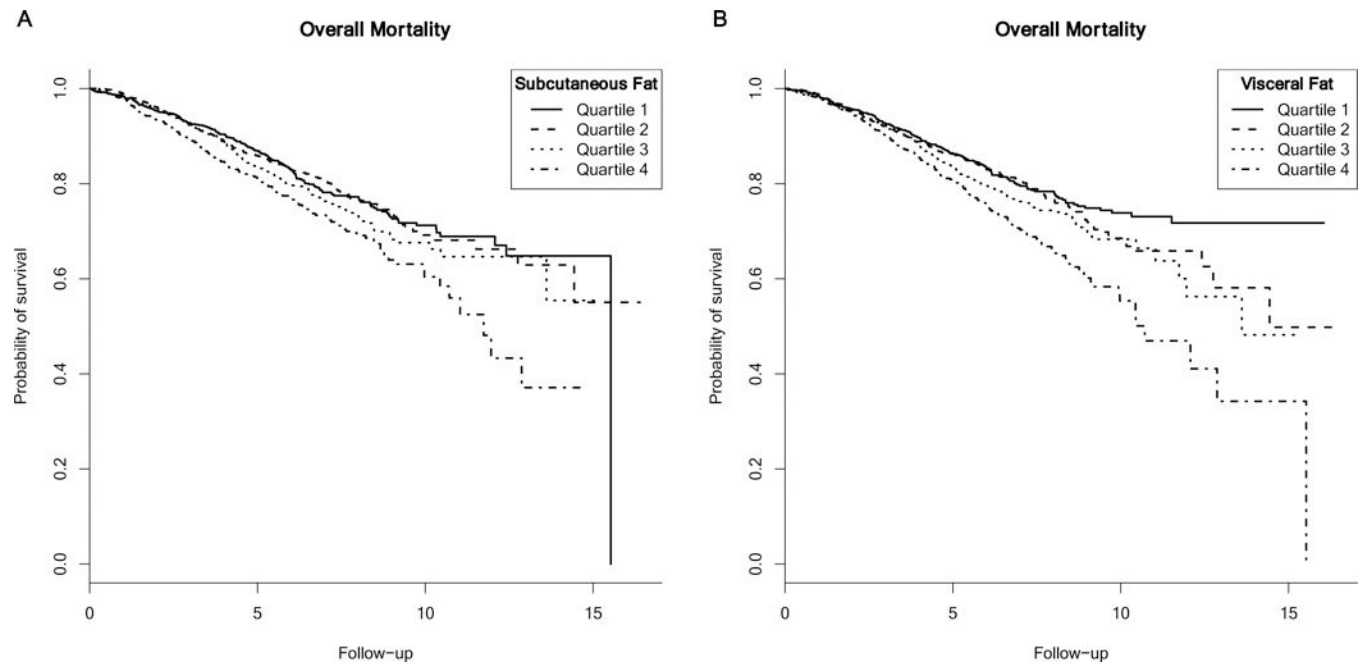 A
Overall Mortality
Subcutaneous Fat
Quartile 1
Quartile 2
Quartile 3
Quartile 4
1.0
0.8
0.6
0.4
0.2
0.0
Probability of survival
0
5
10
15
Follow-up
B
Overall Mortality
Visceral Fat
Quartile 1
Quartile 2
Quartile 3
Quartile 4
1.0
0.8
0.6
0.4
0.2
0.0
Probability of survival
0
5
10
15
Follow-up